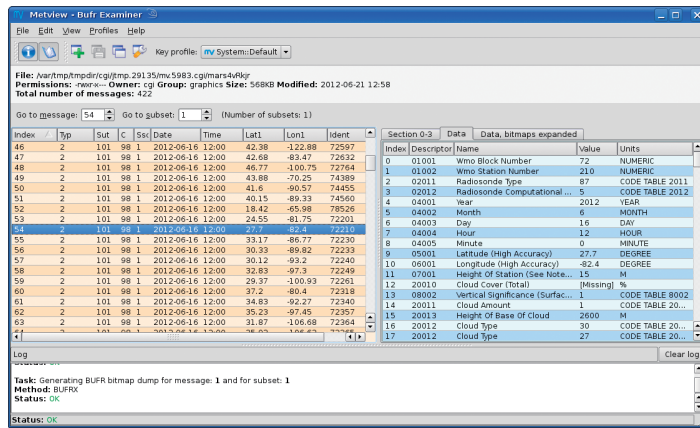 Metview - Bufr Examiner
File Edit View Profiles Help
Key profile: mv System::Default
File: /var/tmp/tmpdir/cgi/jtmp.29135/mv.5983.cgi/mars4vRkjr
Permissions: -rwxr-x--- Owner: cgi Group: graphics Size: 568KB Modified: 2012-06-21 12:58
Total number of messages: 422
Go to message: 54 Go to subset: 1 (Number of subsets: 1)
Index Typ Sut C Ssc Date Time Lat1 Lon1 Ident
46 2 101 98 1 2012-06-16 12:00 42.38 -122.88 72597
47 2 101 98 1 2012-06-16 12:00 42.68 -83.47 72632
48 2 101 98 1 2012-06-16 12:00 46.77 -100.75 72764
49 2 101 98 1 2012-06-16 12:00 43.88 -70.25 74389
50 2 101 98 1 2012-06-16 12:00 41.6 -90.57 74455
51 2 101 98 1 2012-06-16 12:00 40.15 -89.33 74560
52 2 101 98 1 2012-06-16 12:00 18.42 -65.98 78526
53 2 101 98 1 2012-06-16 12:00 24.55 -81.75 72201
54 2 101 98 1 2012-06-16 12:00 27.7 -82.4 72210
55 2 101 98 1 2012-06-16 12:00 33.17 -86.77 72230
56 2 101 98 1 2012-06-16 12:00 30.33 -89.82 72233
57 2 101 98 1 2012-06-16 12:00 30.12 -93.2 72240
58 2 101 98 1 2012-06-16 12:00 32.83 -97.3 72249
59 2 101 98 1 2012-06-16 12:00 29.37 -100.93 72261
60 2 101 98 1 2012-06-16 12:00 37.2 -80.4 72318
61 2 101 98 1 2012-06-16 12:00 34.83 -92.27 72340
62 2 101 98 1 2012-06-16 12:00 35.23 -97.45 72357
63 2 101 98 1 2012-06-16 12:00 31.87 -106.68 72364
Section 0-3 Data Data, bitmaps expanded
Index Descriptor Name Value Units
0 01001 Wmo Block Number 72 NUMERIC
1 01002 Wmo Station Number 210 NUMERIC
2 02011 Radiosonde Type 87 CODE TABLE 2011
3 02012 Radiosonde Computational ... 5 CODE TABLE 2012
4 04001 Year 2012 YEAR
5 04002 Month 6 MONTH
6 04003 Day 16 DAY
7 04004 Hour 12 HOUR
8 04005 Minute 0 MINUTE
9 05001 Latitude (High Accuracy) 27.7 DEGREE
10 06001 Longitude (High Accuracy) -82.4 DEGREE
11 07001 Height Of Station (See Note... 15 M
12 20010 Cloud Cover (Total) [Missing] %
13 08002 Vertical Significance (Surfac... 1 CODE TABLE 8002
14 20011 Cloud Amount 1 CODE TABLE 20...
15 20013 Height Of Base Of Cloud 2600 M
16 20012 Cloud Type 30 CODE TABLE 20...
17 20012 Cloud Type 27 CODE TABLE 20...
Log Clear log
Status: OK
Task: Generating BUFR bitmap dump for message: 1 and for subset: 1
Method: BUFRX
Status: OK
Status: OK